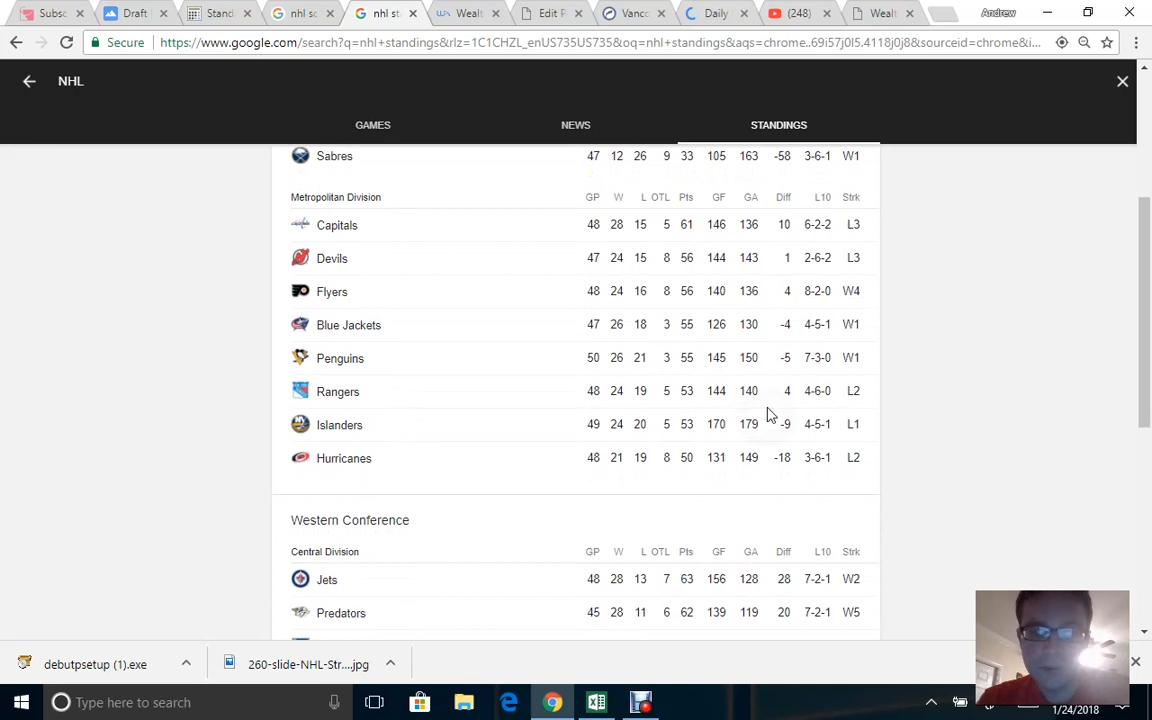 Subsc Draft Stand nhl sc nhl st Wealt Edit P Vanco Daily (248) Wealt Andrew
Secure https://www.google.com/search?q=nhl+standings&rlz=1C1CHZL_enUS735US735&oq=nhl+standings&aqs=chrome..69i57j0l5.4118j0j8&sourceid=chrome&i...
NHL
GAMES NEWS STANDINGS
Sabres 47 12 26 9 33 105 163 -58 3-6-1 W1
Metropolitan Division GP W L OTL Pts GF GA Diff L10 Strk
Capitals 48 28 15 5 61 146 136 10 6-2-2 L3
Devils 47 24 15 8 56 144 143 1 2-6-2 L3
Flyers 48 24 16 8 56 140 136 4 8-2-0 W4
Blue Jackets 47 26 18 3 55 126 130 -4 4-5-1 W1
Penguins 50 26 21 3 55 145 150 -5 7-3-0 W1
Rangers 48 24 19 5 53 144 140 4 4-6-0 L2
Islanders 49 24 20 5 53 170 179 -9 4-5-1 L1
Hurricanes 48 21 19 8 50 131 149 -18 3-6-1 L2
Western Conference
Central Division GP W L OTL Pts GF GA Diff L10 Strk
Jets 48 28 13 7 63 156 128 28 7-2-1 W2
Predators 45 28 11 6 62 139 119 20 7-2-1 W5
debutpsetup (1).exe 260-slide-NHL-Str....jpg
Type here to search
1/24/2018